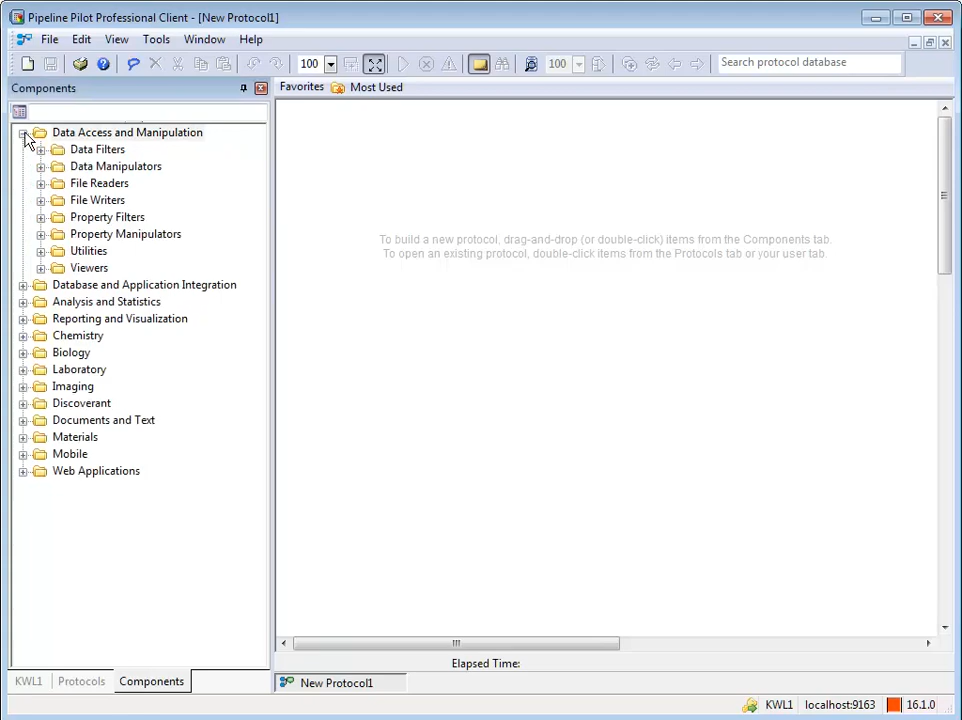 Pipeline Pilot Professional Client - [New Protocol1]
File Edit View Tools Window Help
100 100 Search protocol database
Components
Favorites Most Used
Data Access and Manipulation
Data Filters
Data Manipulators
File Readers
File Writers
Property Filters
Property Manipulators
Utilities
Viewers
Database and Application Integration
Analysis and Statistics
Reporting and Visualization
Chemistry
Biology
Laboratory
Imaging
Discoverant
Documents and Text
Materials
Mobile
Web Applications
To build a new protocol, drag-and-drop (or double-click) items from the Components tab.
To open an existing protocol, double-click items from the Protocols tab or your user tab.
Elapsed Time:
KWL1 Protocols Components
New Protocol1
KWL1 localhost:9163 16.1.0